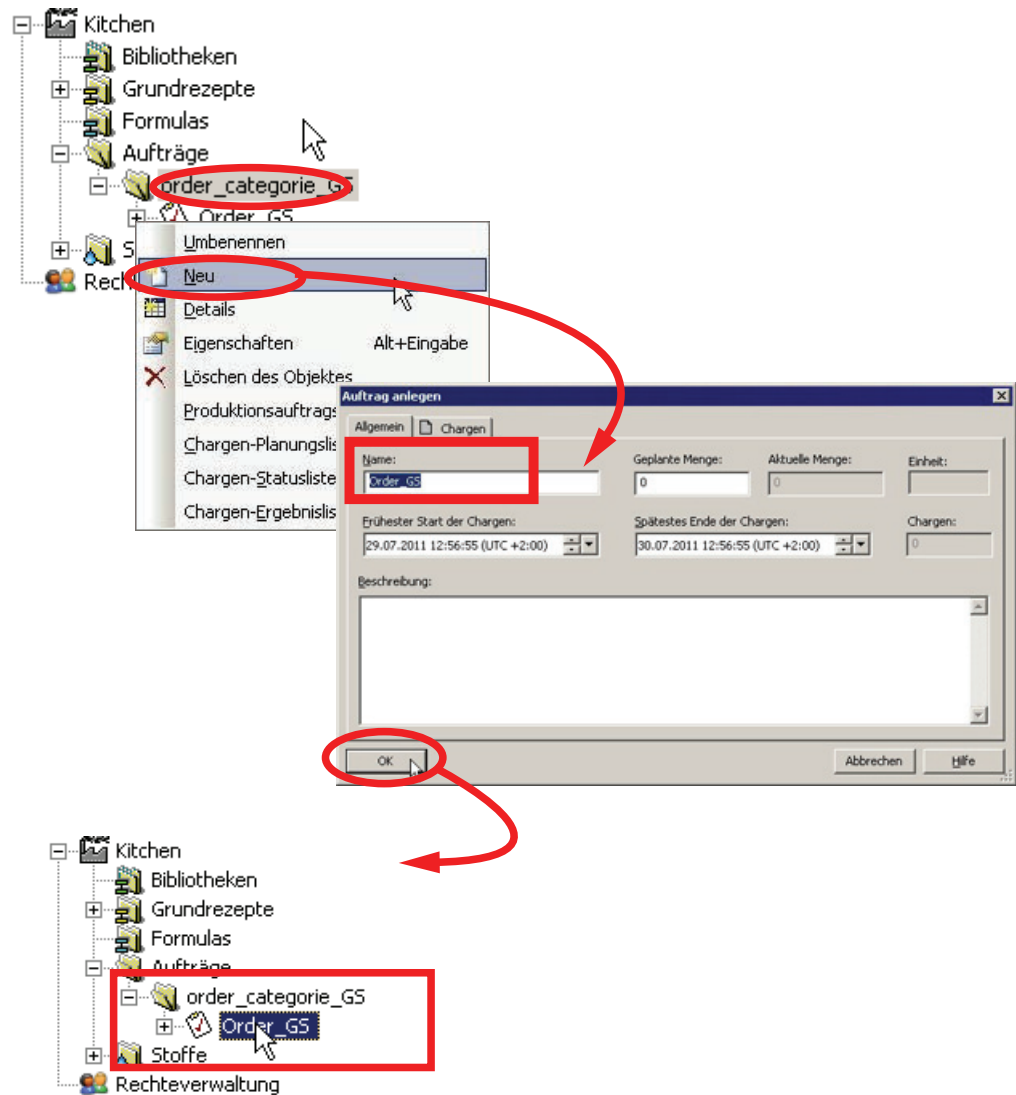 Kitchen
Bibliotheken
Grundrezepte
Formulas
Aufträge
order_categorie_GS
Order_GS
S
Rech
Umbenennen
Neu
Details
Eigenschaften Alt+Eingabe
Löschen des Objektes
Produktionsauftrags
Chargen-Planungslis
Chargen-Statusliste
Chargen-Ergebnislis
Auftrag anlegen
Allgemein Chargen
Name: Geplante Menge: Aktuelle Menge: Einheit:
Order_GS 0 0
Frühester Start der Chargen: Spätestes Ende der Chargen: Chargen:
29.07.2011 12:56:55 (UTC +2:00) 30.07.2011 12:56:55 (UTC +2:00) 0
Beschreibung:
OK Abbrechen Hilfe
Kitchen
Bibliotheken
Grundrezepte
Formulas
Aufträge
order_categorie_GS
Order_GS
Stoffe
Rechteverwaltung